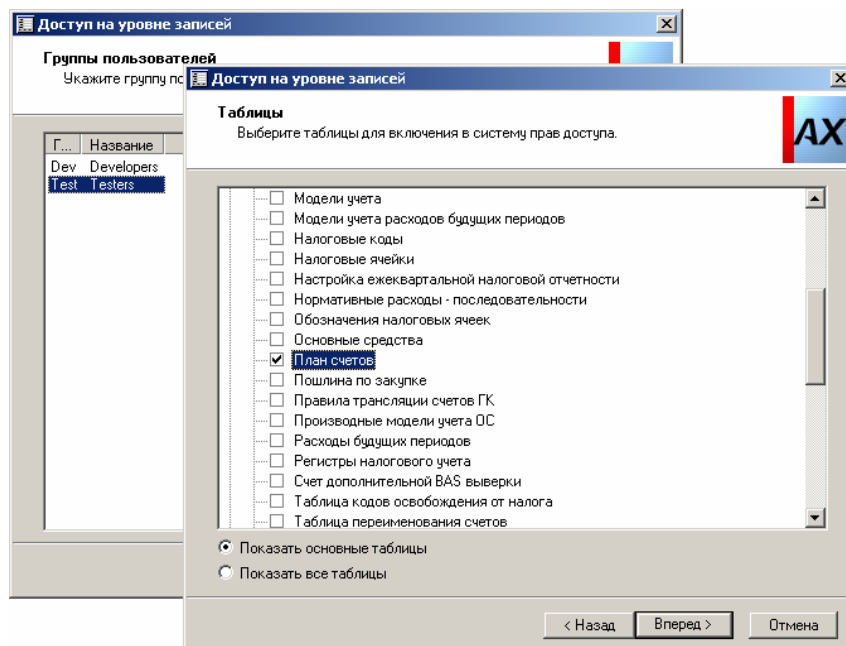 Доступ на уровне записей
Группы пользователей
Укажите группу по
Г... Название
Dev Developers
Test Testers
Доступ на уровне записей
Таблицы
Выберите таблицы для включения в систему прав доступа.
AX
Модели учета
Модели учета расходов будущих периодов
Налоговые коды
Налоговые ячейки
Настройка ежеквартальной налоговой отчетности
Нормативные расходы - последовательности
Обозначения налоговых ячеек
Основные средства
План счетов
Пошлина по закупке
Правила трансляции счетов ГК
Производные модели учета ОС
Расходы будущих периодов
Регистры налогового учета
Счет дополнительной BAS выверки
Таблица кодов освобождения от налога
Таблица переименования счетов
Показать основные таблицы
Показать все таблицы
< Назад Вперед > Отмена